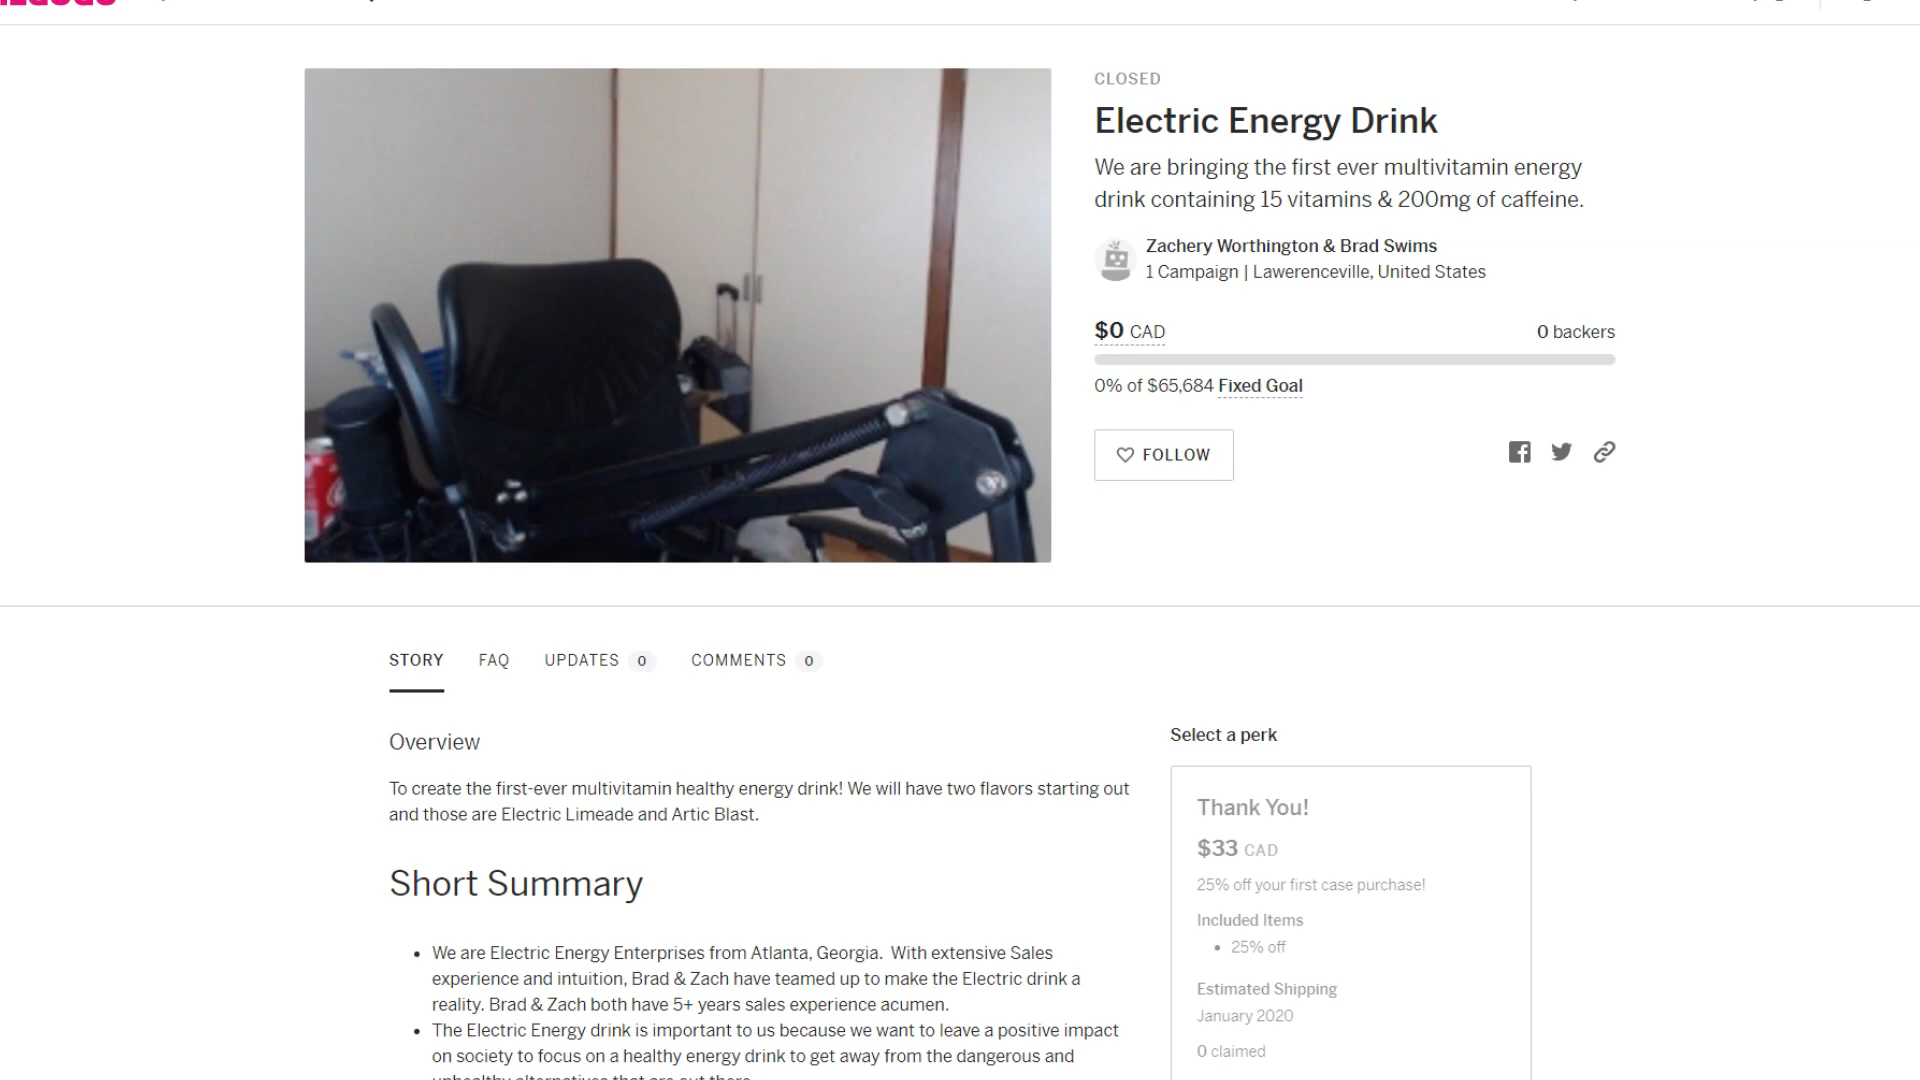 CLOSED
Electric Energy Drink
We are bringing the first ever multivitamin energy
drink containing 15 vitamins & 200mg of caffeine.
Zachery Worthington & Brad Swims
1 Campaign | Lawerenceville, United States
$0 CAD
0 backers
0% of $65,684 Fixed Goal
FOLLOW
STORY FAQ UPDATES 0 COMMENTS 0
Overview
To create the first-ever multivitamin healthy energy drink! We will have two flavors starting out
and those are Electric Limeade and Artic Blast.
Short Summary
• We are Electric Energy Enterprises from Atlanta, Georgia.  With extensive Sales
experience and intuition, Brad & Zach have teamed up to make the Electric drink a
reality. Brad & Zach both have 5+ years sales experience acumen.
• The Electric Energy drink is important to us because we want to leave a positive impact
on society to focus on a healthy energy drink to get away from the dangerous and
unhealthy alternatives that are out there
Select a perk
Thank You!
$33 CAD
25% off your first case purchase!
Included Items
• 25% off
Estimated Shipping
January 2020
0 claimed